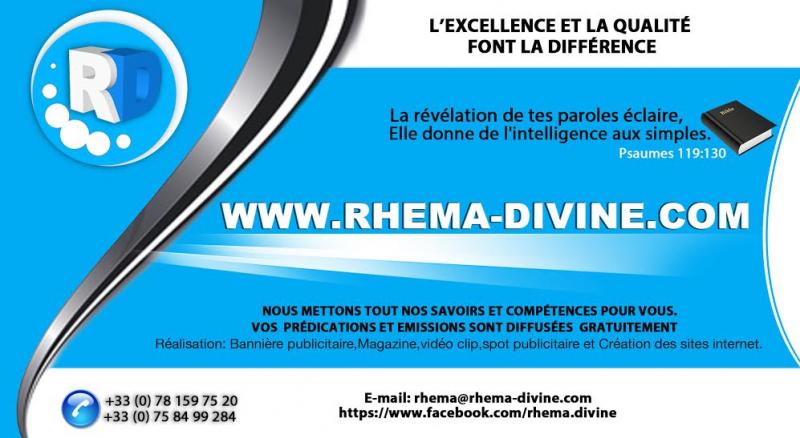 RD
L'EXCELLENCE ET LA QUALITÉ
FONT LA DIFFÉRENCE
La révélation de tes paroles éclaire,
Elle donne de l'intelligence aux simples.
Bible
Psaumes 119:130
WWW.RHEMA-DIVINE.COM
NOUS METTONS TOUT NOS SAVOIRS ET COMPÉTENCES POUR VOUS.
VOS PRÉDICATIONS ET EMISSIONS SONT DIFFUSÉES GRATUITEMENT
Réalisation: Bannière publicitaire,Magazine,vidéo clip,spot publicitaire et Création des sites internet.
+33 (0) 78 159 75 20
+33 (0) 75 84 99 284
E-mail: rhema@rhema-divine.com
https://www.facebook.com/rhema.divine